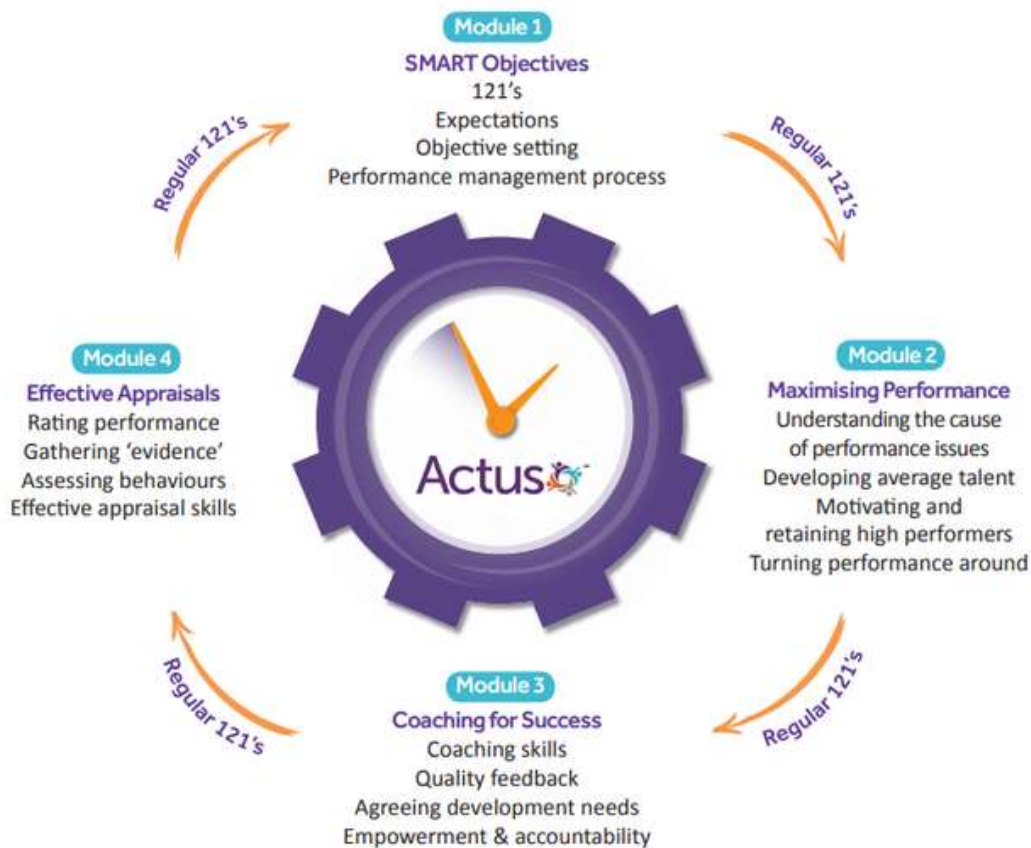 Module 1
SMART Objectives
121's
Expectations
Objective setting
Performance management process
Regular 121's
Regular 121's
Module 4
Effective Appraisals
Rating performance
Gathering ‘evidence’
Assessing behaviours
Effective appraisal skills
Actus
Module 2
Maximising Performance
Understanding the cause
of performance issues
Developing average talent
Motivating and
retaining high performers
Turning performance around
Regular 121's
Regular 121's
Module 3
Coaching for Success
Coaching skills
Quality feedback
Agreeing development needs
Empowerment & accountability